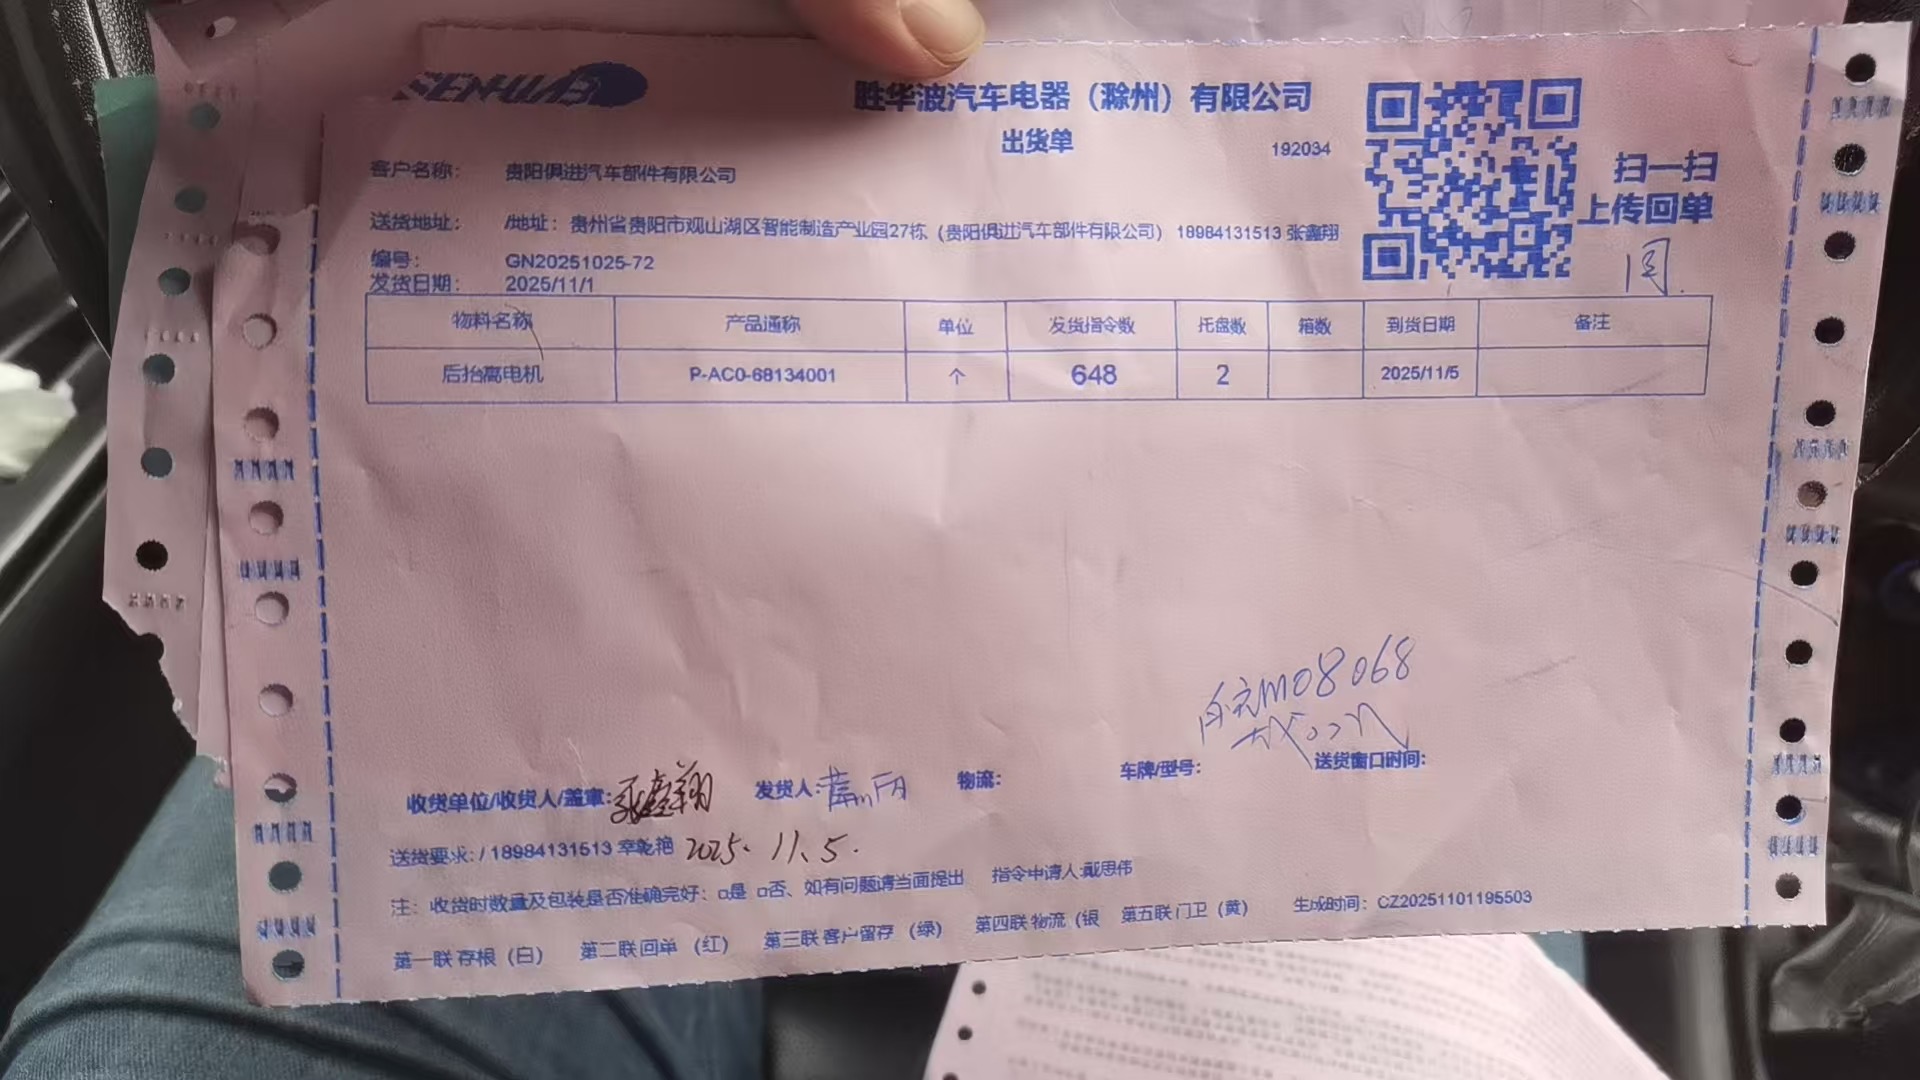 SENHWABO
胜华波汽车电器（滁州）有限公司
出货单
192034
扫一扫
上传回单
客户名称： 贵阳俱进汽车部件有限公司
送货地址： /地址：贵州省贵阳市观山湖区智能制造产业园27栋（贵阳俱进汽车部件有限公司） 18984131513 张鑫翔
编号： GN20251025-72
发货日期： 2025/11/1
物料名称 产品通称 单位 发货指令数 托盘数 箱数 到货日期 备注
后抬高电机 P-AC0-68134001 个 648 2 2025/11/5
M08068
收货单位/收货人/盖章：张鑫翔 发货人： 物流： 车牌/型号： 送货窗口时间：
送货要求：/ 18984131513 2025. 11. 5.
注：收货时数量及包装是否准确完好：□是 □否、如有问题请当面提出 指令申请人:戴思伟
第一联 存根（白） 第二联 回单 （红） 第三联 客户留存 （绿） 第四联 物流（银 第五联 门卫（黄） 生成时间：CZ20251101195503